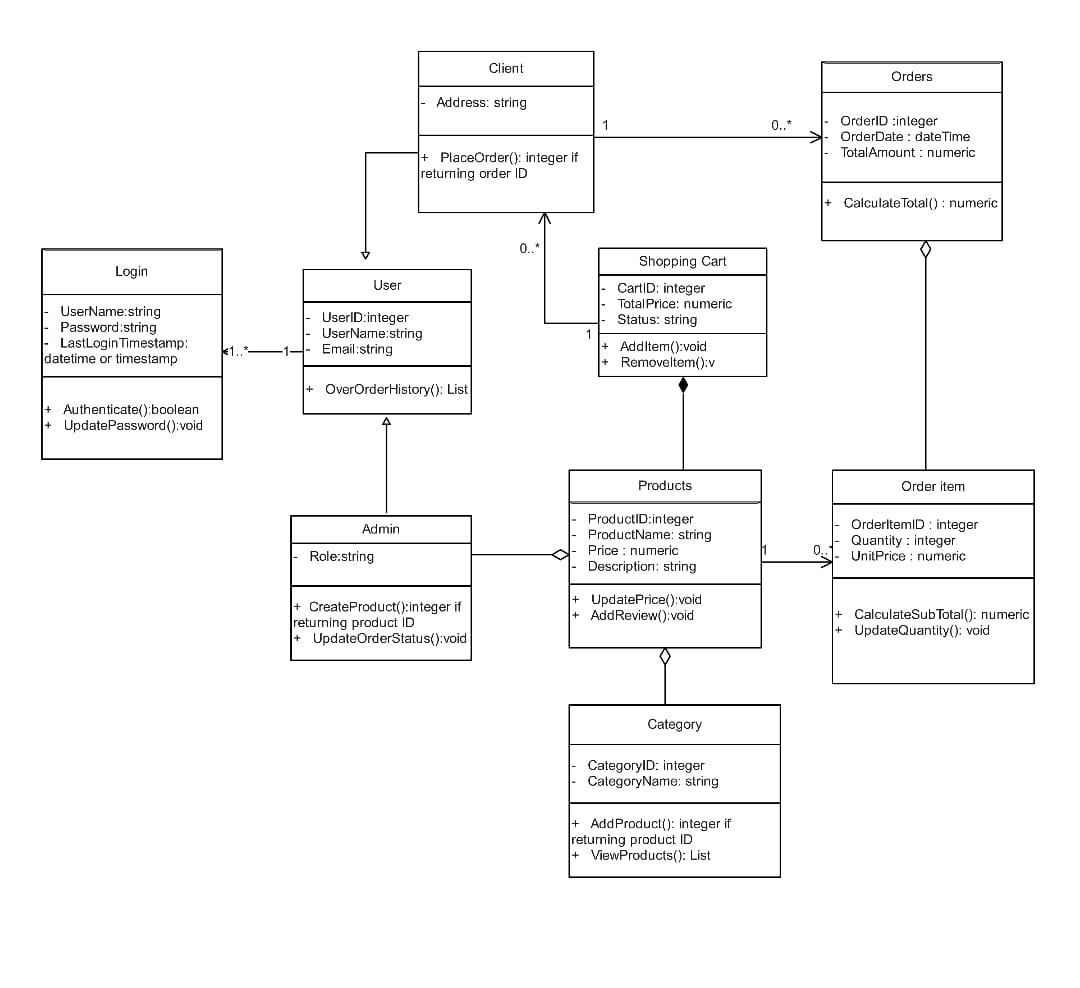 Client
- Address: string
+ PlaceOrder(): integer if
returning order ID
1
0..*
Orders
- OrderID :integer
- OrderDate : dateTime
- TotalAmount : numeric
+ CalculateTotal() : numeric
0..*
1
Login
- UserName:string
- Password:string
- LastLoginTimestamp:
datetime or timestamp
+ Authenticate():boolean
+ UpdatePassword():void
1..*
1
User
- UserID:integer
- UserName:string
- Email:string
+ OverOrderHistory(): List
Shopping Cart
- CartID: integer
- TotalPrice: numeric
- Status: string
+ AddItem():void
+ RemoveItem():v
Admin
- Role:string
+ CreateProduct():integer if
returning product ID
+ UpdateOrderStatus():void
Products
- ProductID:integer
- ProductName: string
- Price : numeric
- Description: string
+ UpdatePrice():void
+ AddReview():void
1
0..*
Order item
- OrderItemID : integer
- Quantity : integer
- UnitPrice : numeric
+ CalculateSubTotal(): numeric
+ UpdateQuantity(): void
Category
- CategoryID: integer
- CategoryName: string
+ AddProduct(): integer if
returning product ID
+ ViewProducts(): List